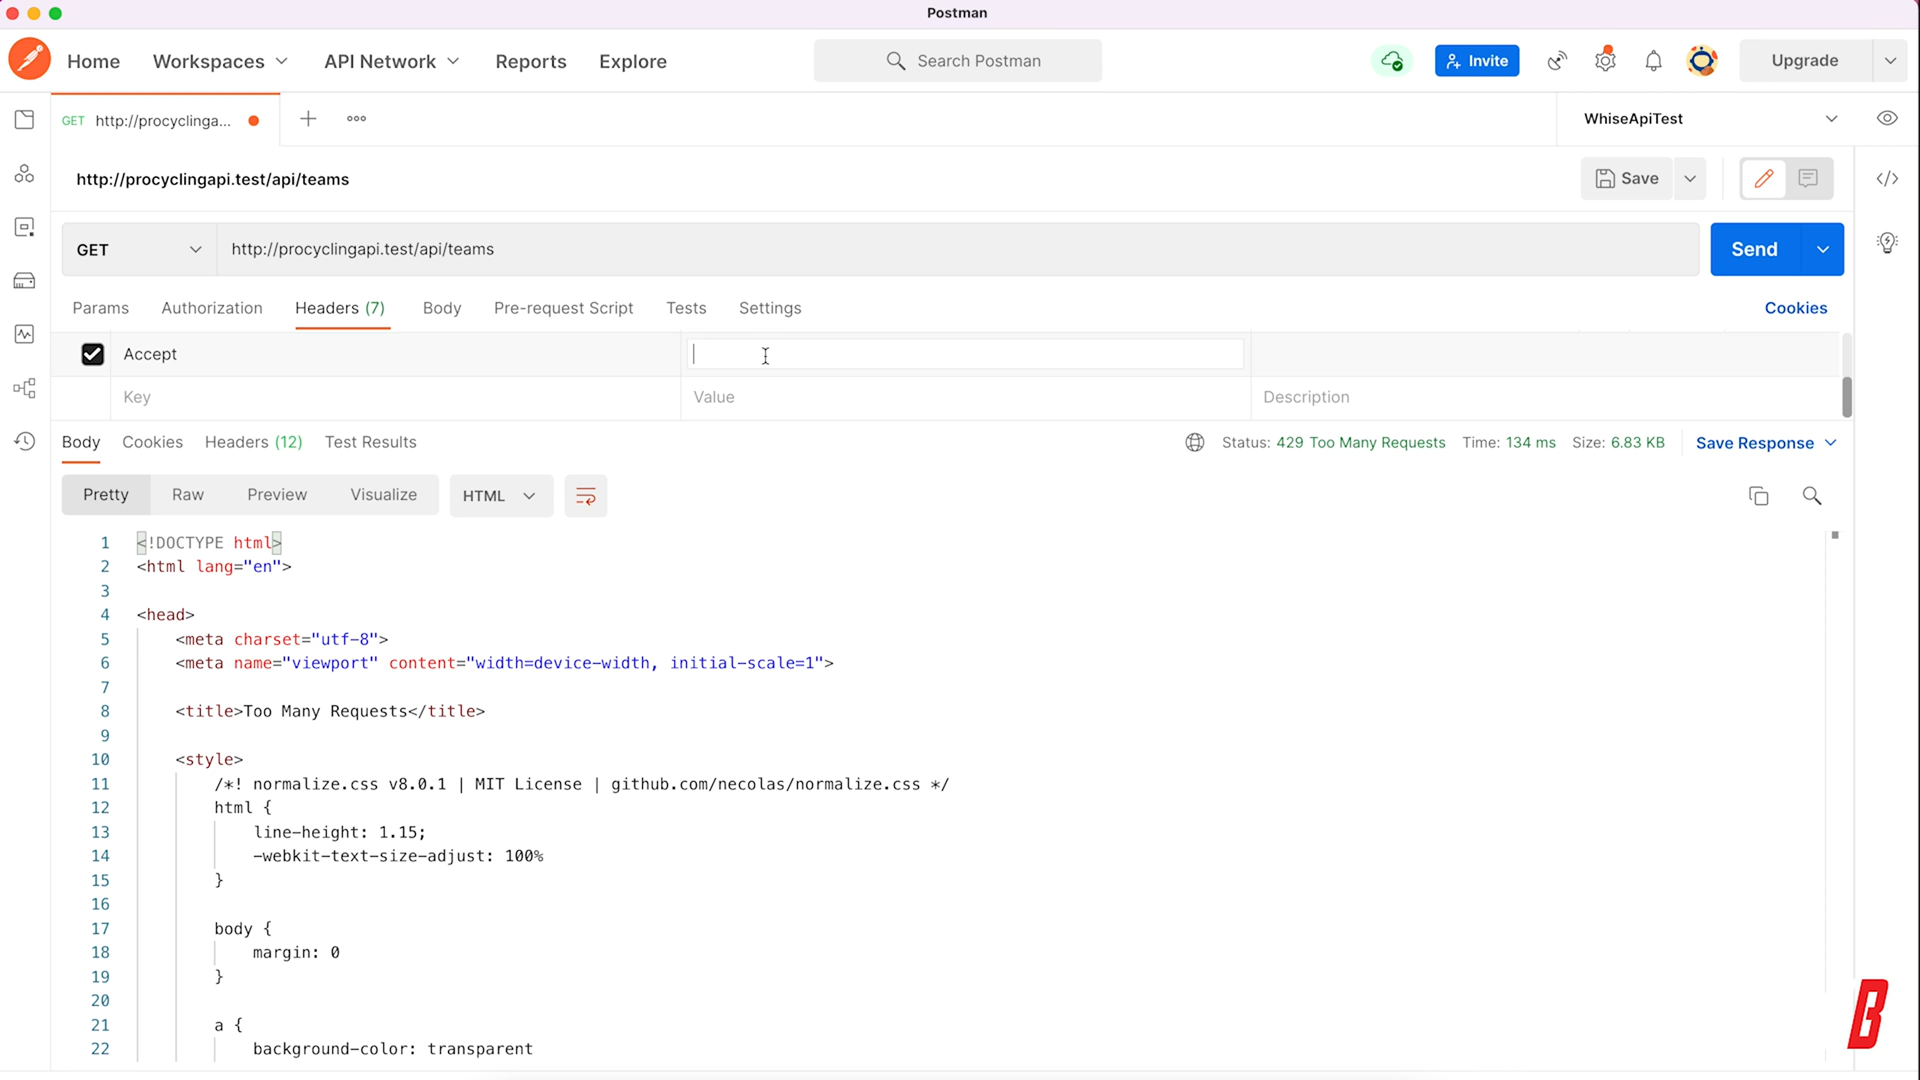 Postman
Home
Workspaces
API Network
Reports
Explore
Search Postman
Invite
Upgrade
GET http://procyclinga...
WhiseApiTest
http://procyclingapi.test/api/teams
Save
GET
http://procyclingapi.test/api/teams
Send
Params
Authorization
Headers (7)
Body
Pre-request Script
Tests
Settings
Cookies
Accept
Key
Value
Description
Body
Cookies
Headers (12)
Test Results
Status: 429 Too Many Requests
Time: 134 ms
Size: 6.83 KB
Save Response
Pretty
Raw
Preview
Visualize
HTML
1 <!DOCTYPE html>
2 <html lang="en">
3
4 <head>
5 <meta charset="utf-8">
6 <meta name="viewport" content="width=device-width, initial-scale=1">
7
8 <title>Too Many Requests</title>
9
10 <style>
11 /*! normalize.css v8.0.1 | MIT License | github.com/necolas/normalize.css */
12 html {
13 line-height: 1.15;
14 -webkit-text-size-adjust: 100%
15 }
16
17 body {
18 margin: 0
19 }
20
21 a {
22 background-color: transparent
B